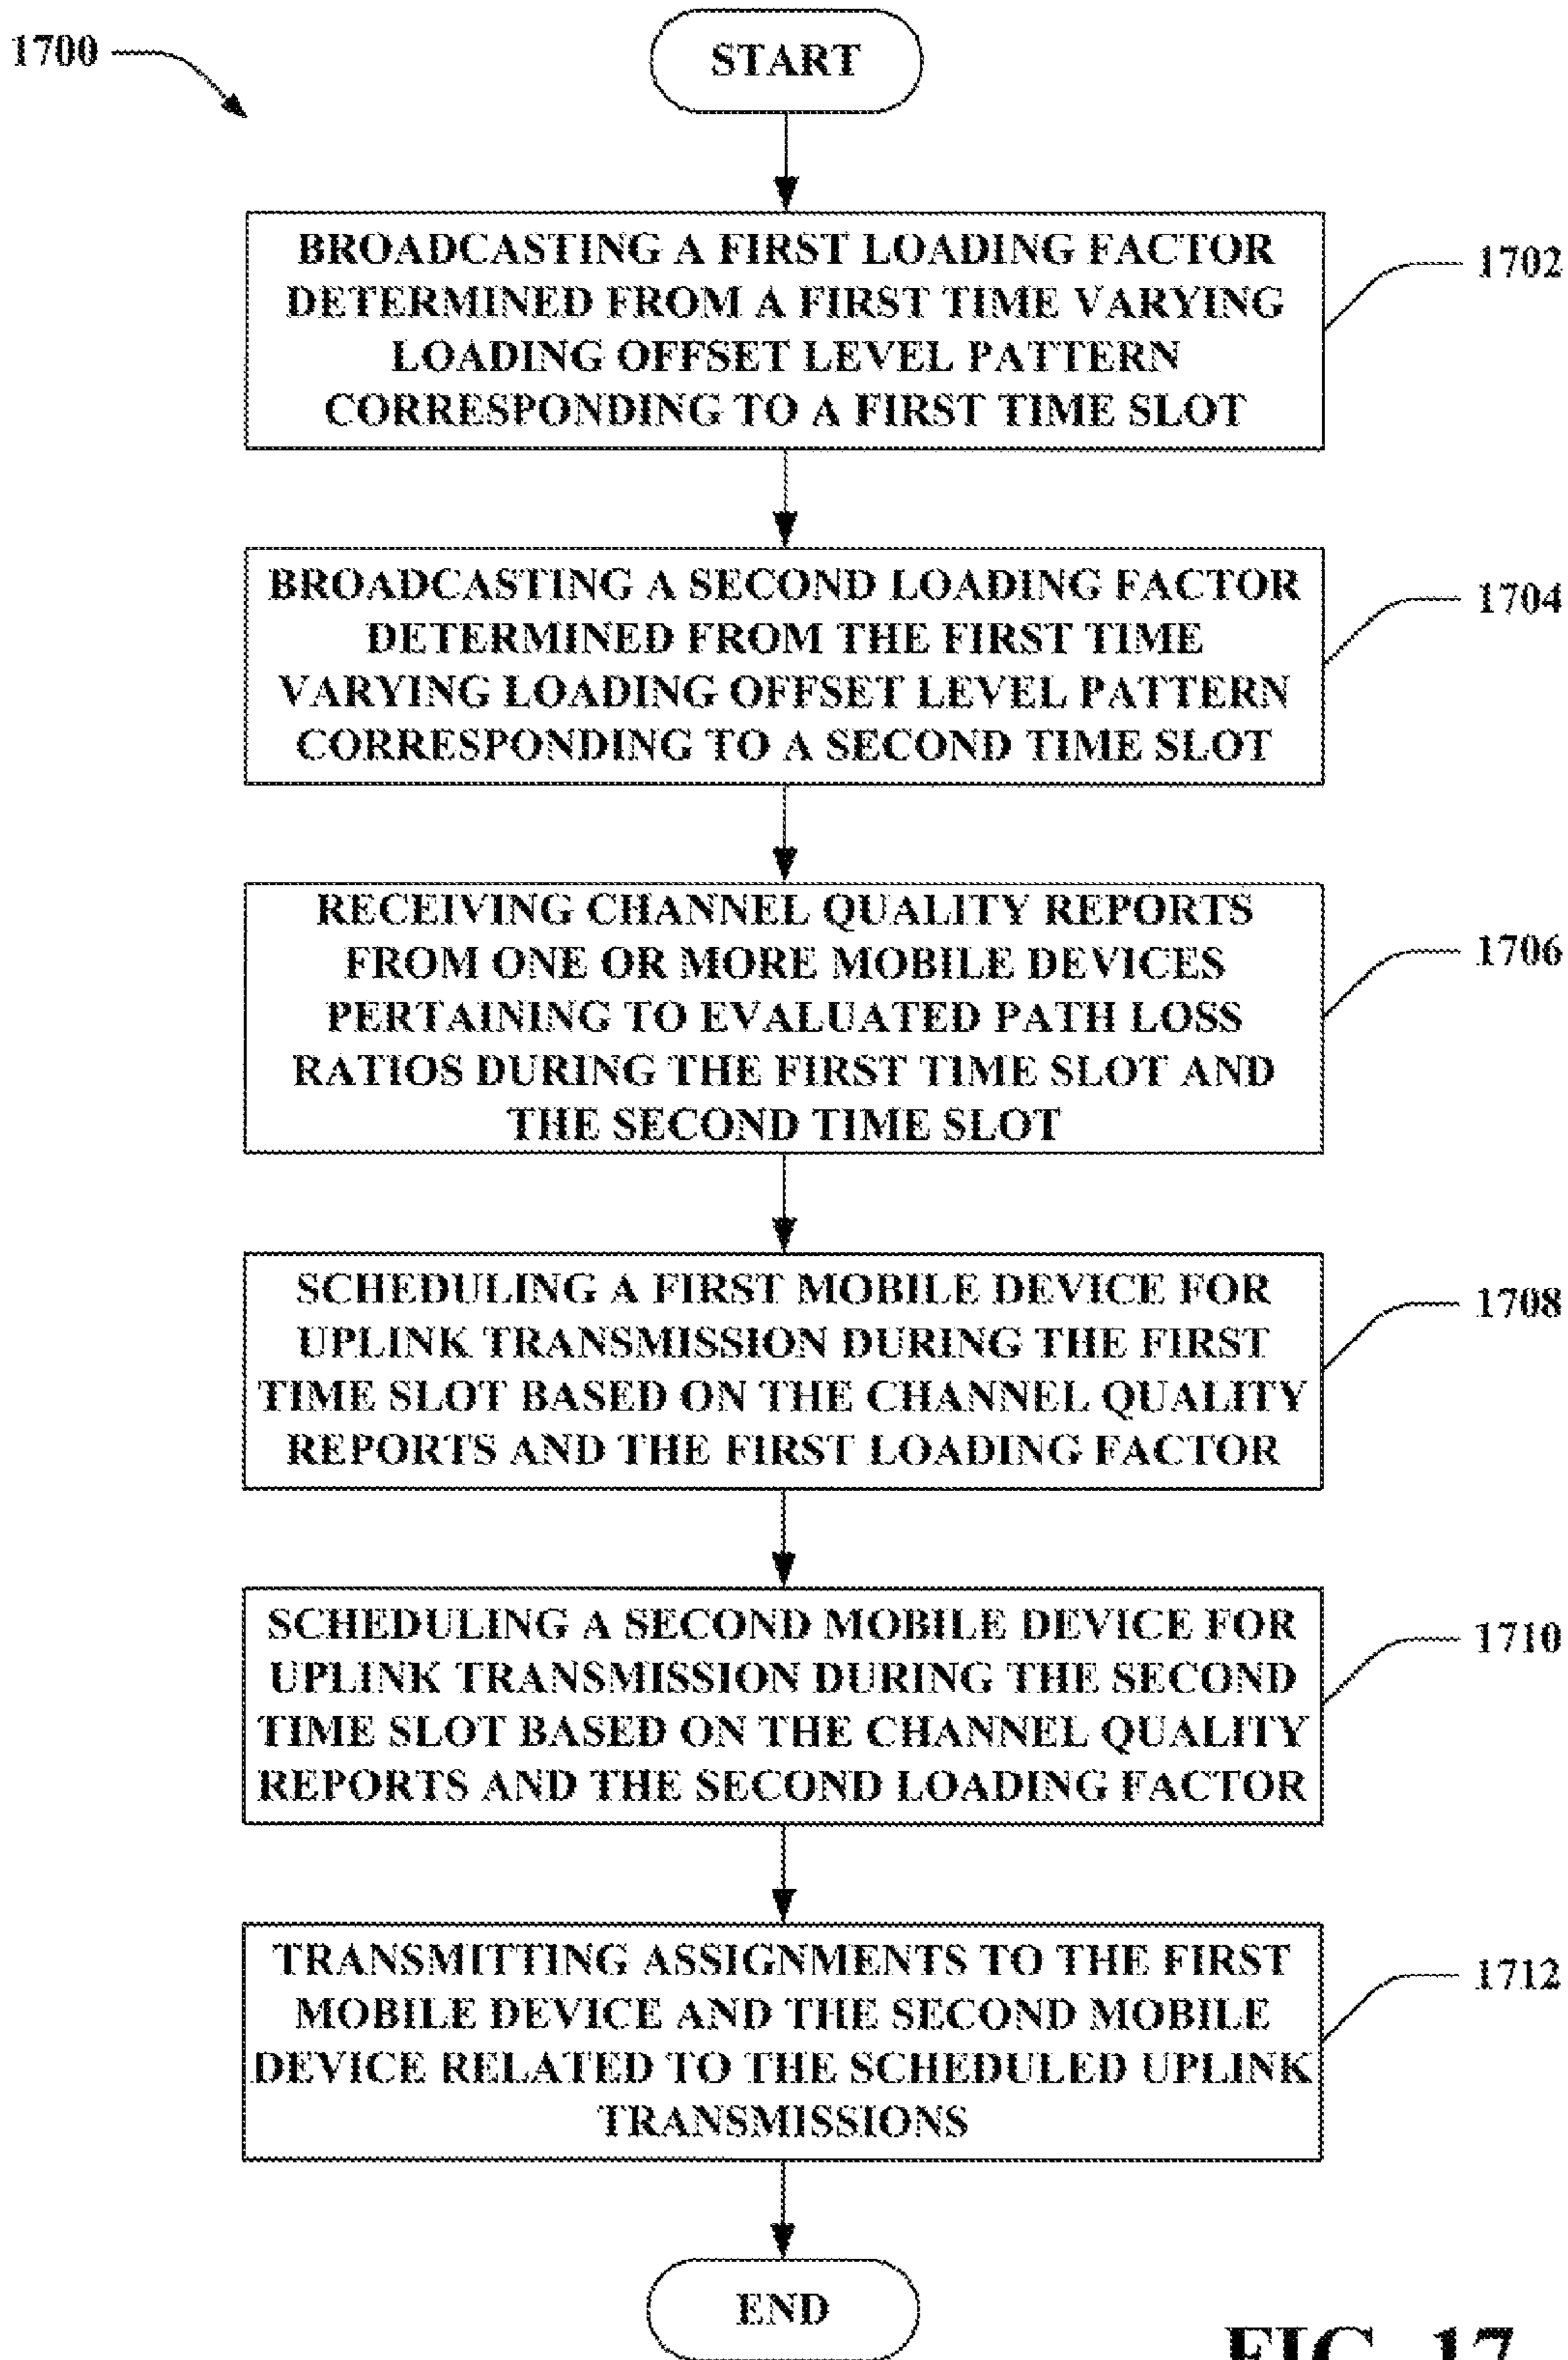 1700
START
BROADCASTING A FIRST LOADING FACTOR
DETERMINED FROM A FIRST TIME VARYING
LOADING OFFSET LEVEL PATTERN
CORRESPONDING TO A FIRST TIME SLOT
1702
BROADCASTING A SECOND LOADING FACTOR
DETERMINED FROM THE FIRST TIME
VARYING LOADING OFFSET LEVEL PATTERN
CORRESPONDING TO A SECOND TIME SLOT
1704
RECEIVING CHANNEL QUALITY REPORTS
FROM ONE OR MORE MOBILE DEVICES
PERTAINING TO EVALUATED PATH LOSS
RATIOS DURING THE FIRST TIME SLOT AND
THE SECOND TIME SLOT
1706
SCHEDULING A FIRST MOBILE DEVICE FOR
UPLINK TRANSMISSION DURING THE FIRST
TIME SLOT BASED ON THE CHANNEL QUALITY
REPORTS AND THE FIRST LOADING FACTOR
1708
SCHEDULING A SECOND MOBILE DEVICE FOR
UPLINK TRANSMISSION DURING THE SECOND
TIME SLOT BASED ON THE CHANNEL QUALITY
REPORTS AND THE SECOND LOADING FACTOR
1710
TRANSMITTING ASSIGNMENTS TO THE FIRST
MOBILE DEVICE AND THE SECOND MOBILE
DEVICE RELATED TO THE SCHEDULED UPLINK
TRANSMISSIONS
1712
END
FIG. 17